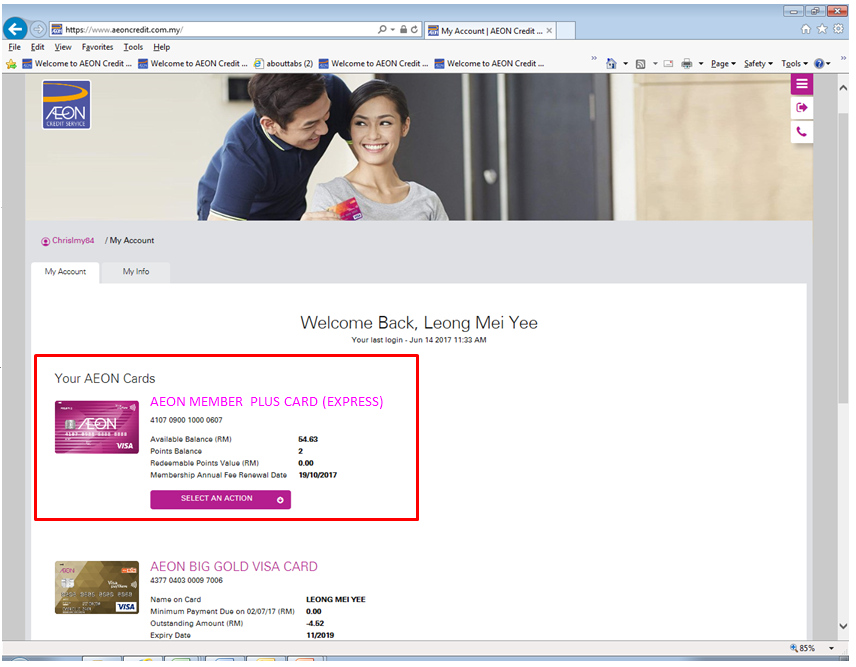 https://www.aeoncredit.com.my/
My Account | AEON Credit ...
File Edit View Favorites Tools Help
Welcome to AEON Credit ... Welcome to AEON Credit ... abouttabs (2) Welcome to AEON Credit ... Welcome to AEON Credit ...
Page Safety Tools
AEON
CREDIT SERVICE
Chrislmy84 / My Account
My Account My Info
Welcome Back, Leong Mei Yee
Your last login - Jun 14 2017 11:33 AM
Your AEON Cards
AEON MEMBER PLUS CARD (EXPRESS)
4107 0900 1000 0607
Available Balance (RM) 54.63
Points Balance 2
Redeemable Points Value (RM) 0.00
Membership Annual Fee Renewal Date 19/10/2017
SELECT AN ACTION
AEON
VISA
AEON BIG GOLD VISA CARD
4377 0403 0009 7006
Name on Card LEONG MEI YEE
Minimum Payment Due on 02/07/17 (RM) 0.00
Outstanding Amount (RM) -4.52
Expiry Date 11/2019
AEON
VISA
85%